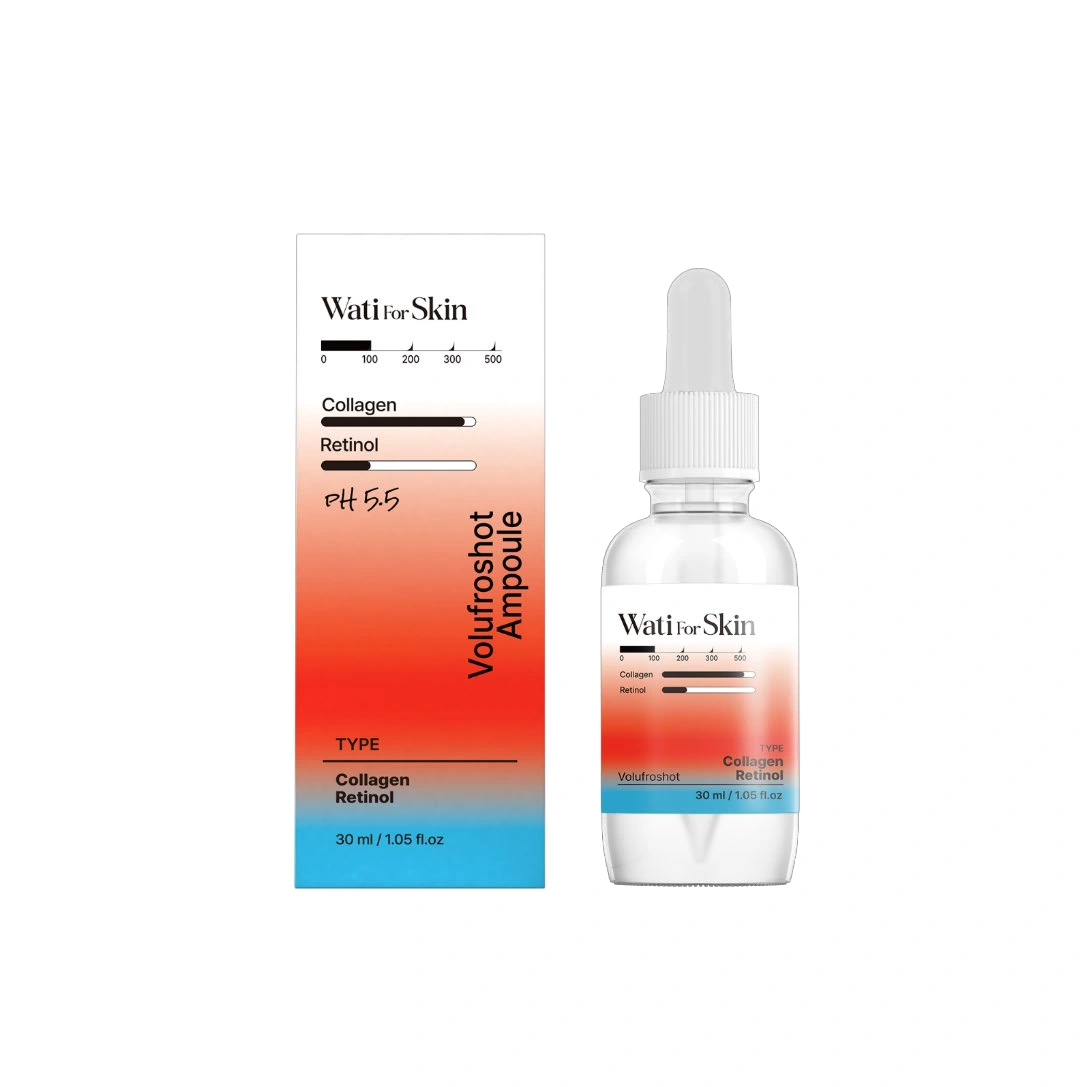 Wati For Skin
0 100 200 300 500
Collagen
Retinol
PH 5.5
Volufroshot
Ampoule
TYPE
Collagen
Retinol
30 ml / 1.05 fl.oz
Wati For Skin
0 100 200 300 500
Collagen
Retinol
TYPE
Collagen
Retinol
Volufroshot
30 ml / 1.05 fl.oz